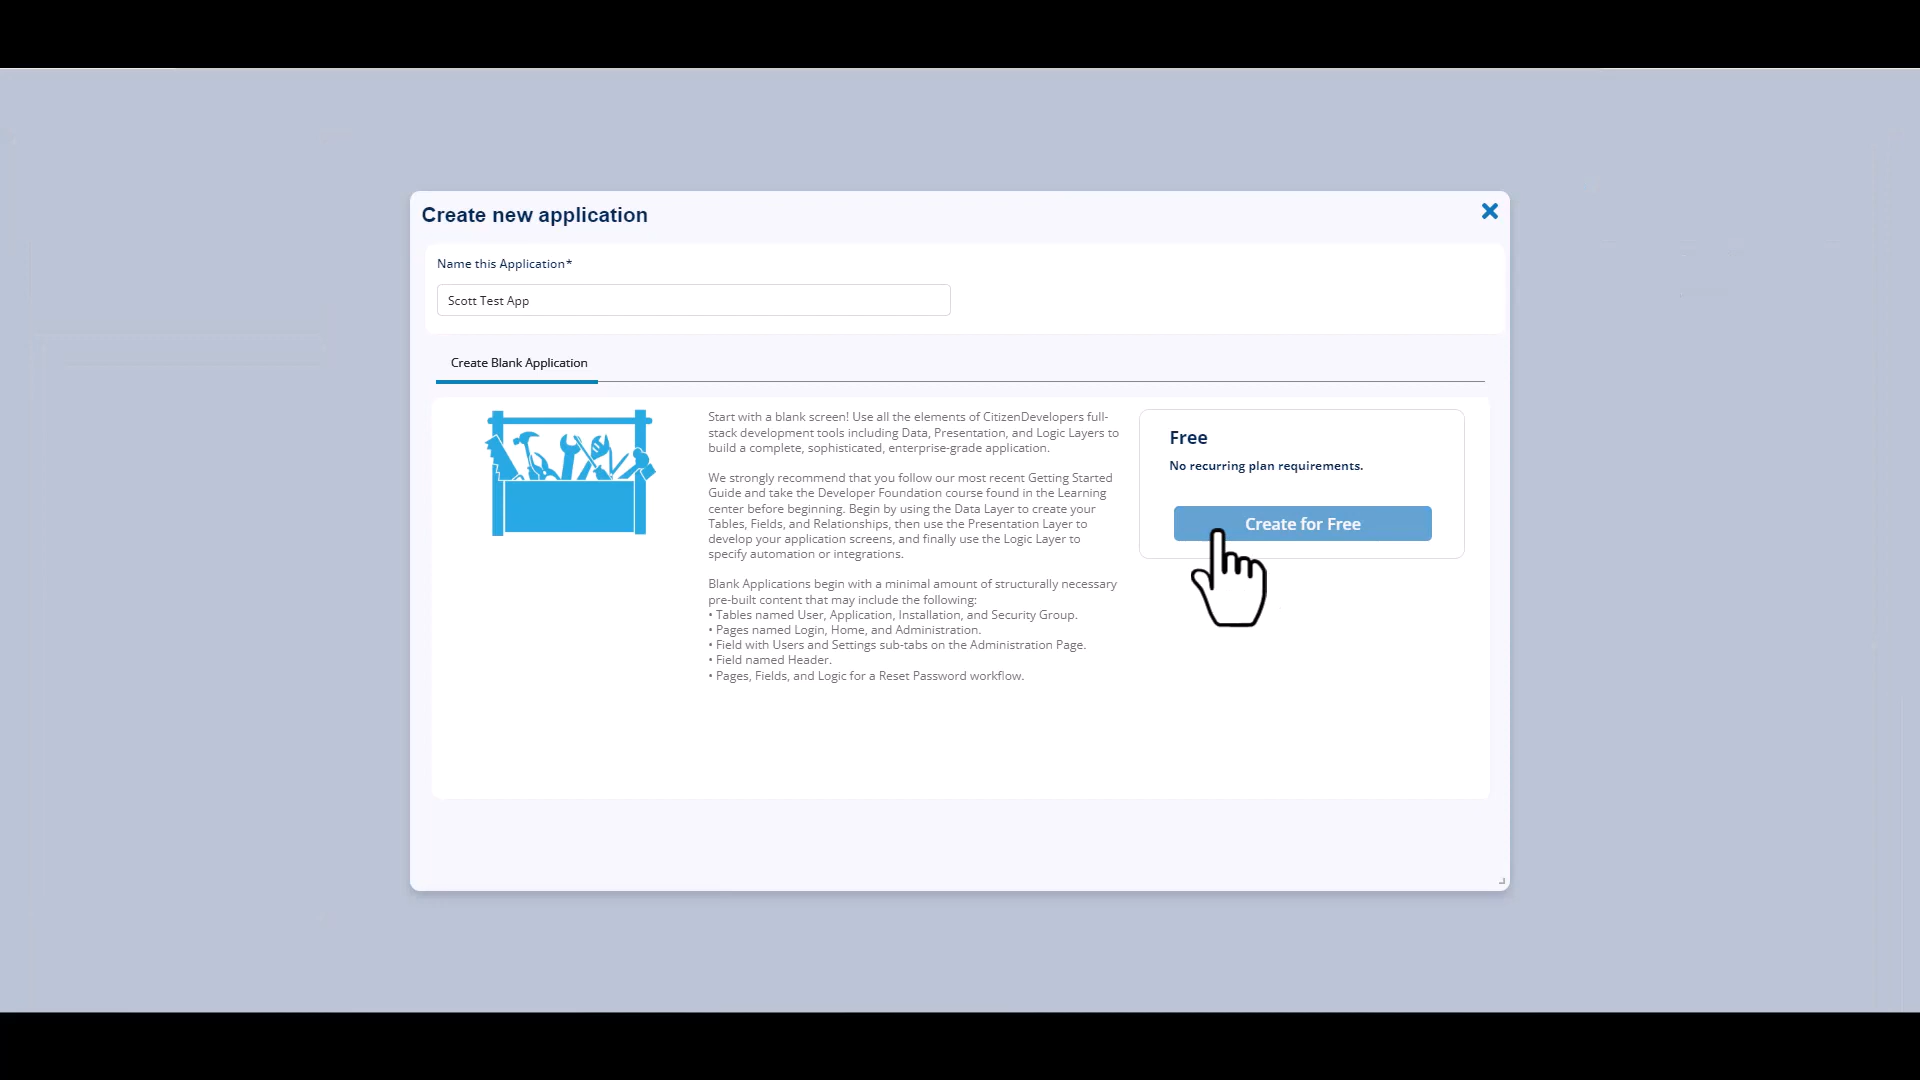 Create new application
Name this Application*
Scott Test App
Create Blank Application
Start with a blank screen! Use all the elements of CitizenDevelopers full-
stack development tools including Data, Presentation, and Logic Layers to
build a complete, sophisticated, enterprise-grade application.
We strongly recommend that you follow our most recent Getting Started
Guide and take the Developer Foundation course found in the Learning
center before beginning. Begin by using the Data Layer to create your
Tables, Fields, and Relationships, then use the Presentation Layer to
develop your application screens, and finally use the Logic Layer to
specify automation or integrations.
Blank Applications begin with a minimal amount of structurally necessary
pre-built content that may include the following:
• Tables named User, Application, Installation, and Security Group.
• Pages named Login, Home, and Administration.
• Field with Users and Settings sub-tabs on the Administration Page.
• Field named Header.
• Pages, Fields, and Logic for a Reset Password workflow.
Free
No recurring plan requirements.
Create for Free